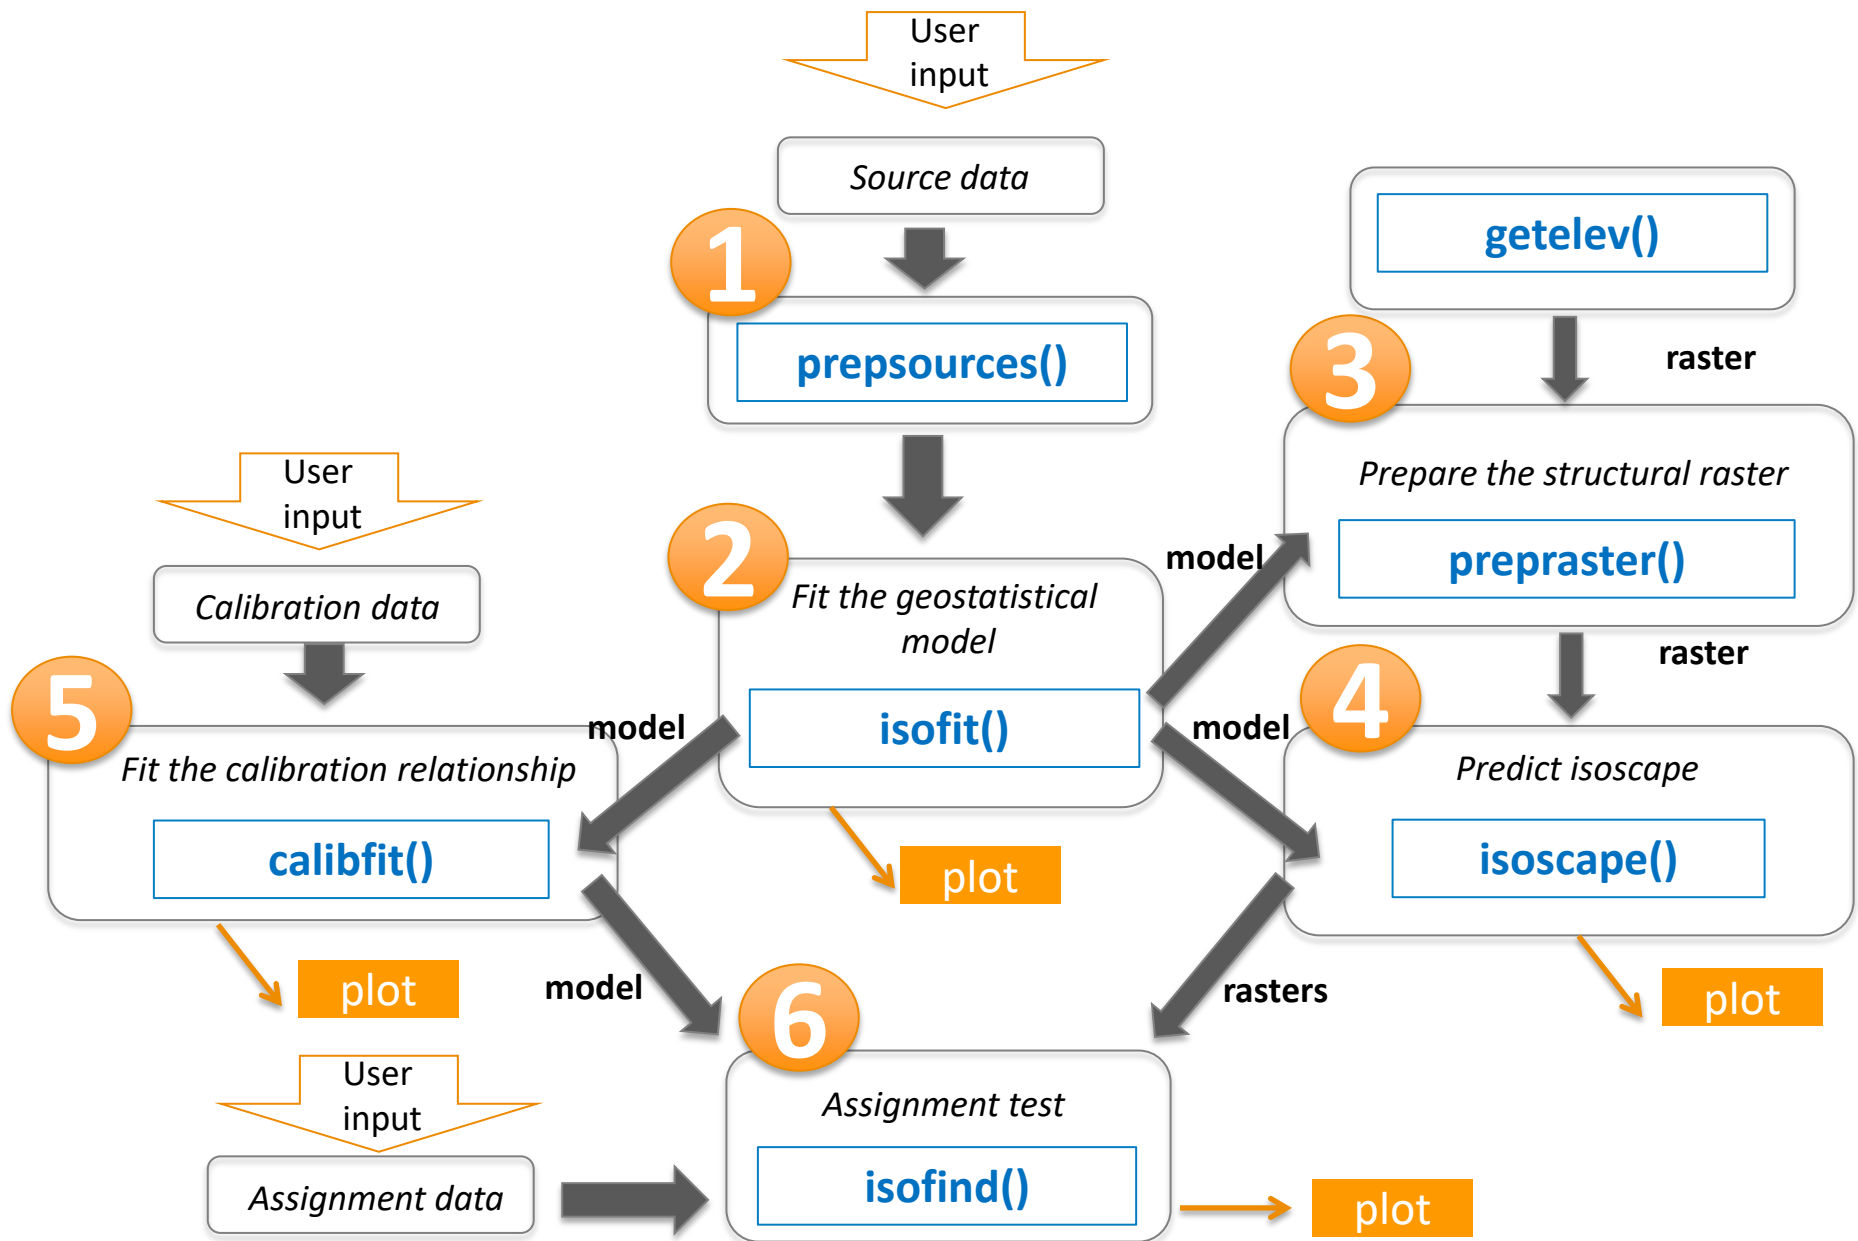 User
input
Source data
1
prepsources()
getelev()
raster
3
Prepare the structural raster
prepraster()
User
input
Calibration data
2
Fit the geostatistical
model
isofit()
model
model
model
raster
4
Predict isoscape
isoscape()
5
Fit the calibration relationship
calibfit()
plot
plot
plot
model
rasters
6
Assignment test
isofind()
User
input
Assignment data
plot